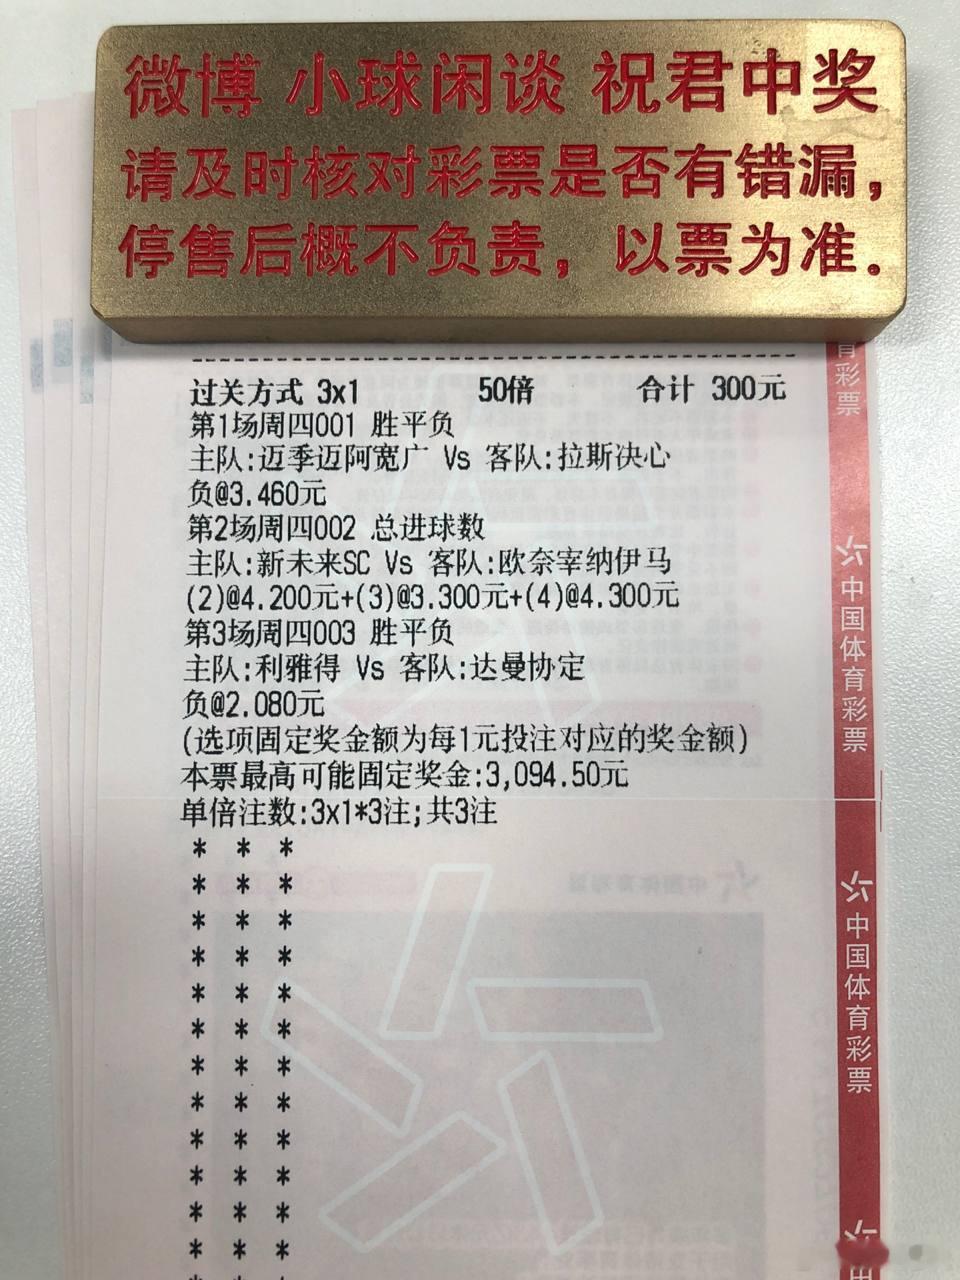 微博 小球闲谈 祝君中奖
请及时核对彩票是否有错漏，
停售后概不负责，以票为准.
过关方式 3x1 50倍 合计 300元
第1场周四001 胜平负
主队:迈季迈阿宽广 Vs 客队:拉斯决心
负@3.460元
第2场周四002 总进球数
主队:新未来SC Vs 客队:欧奈宰纳伊马
(2)@4.200元+(3)@3.300元+(4)@4.300元
第3场周四003 胜平负
主队:利雅得 Vs 客队:达曼协定
负@2.080元
(选项固定奖金额为每1元投注对应的奖金额)
本票最高可能固定奖金:3,094.50元
单倍注数:3x1*3注;共3注
* * *
* * *
* * *
* * *
* * *
* * *
* * *
* * *
* * *
* * *
* * *
* * *
育彩票
中国体育彩票
中国体育彩票